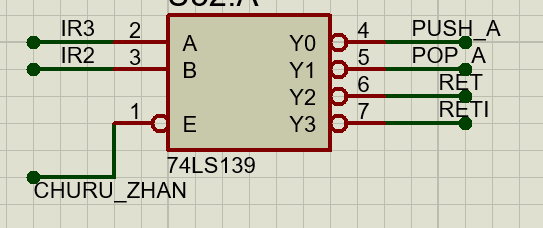 IR3 2 A Y0 4 PUSH_A
IR2 3 B Y1 5 POP_A
Y2 6 RET
1 E Y3 7 RETI
74LS139
CHURU_ZHAN